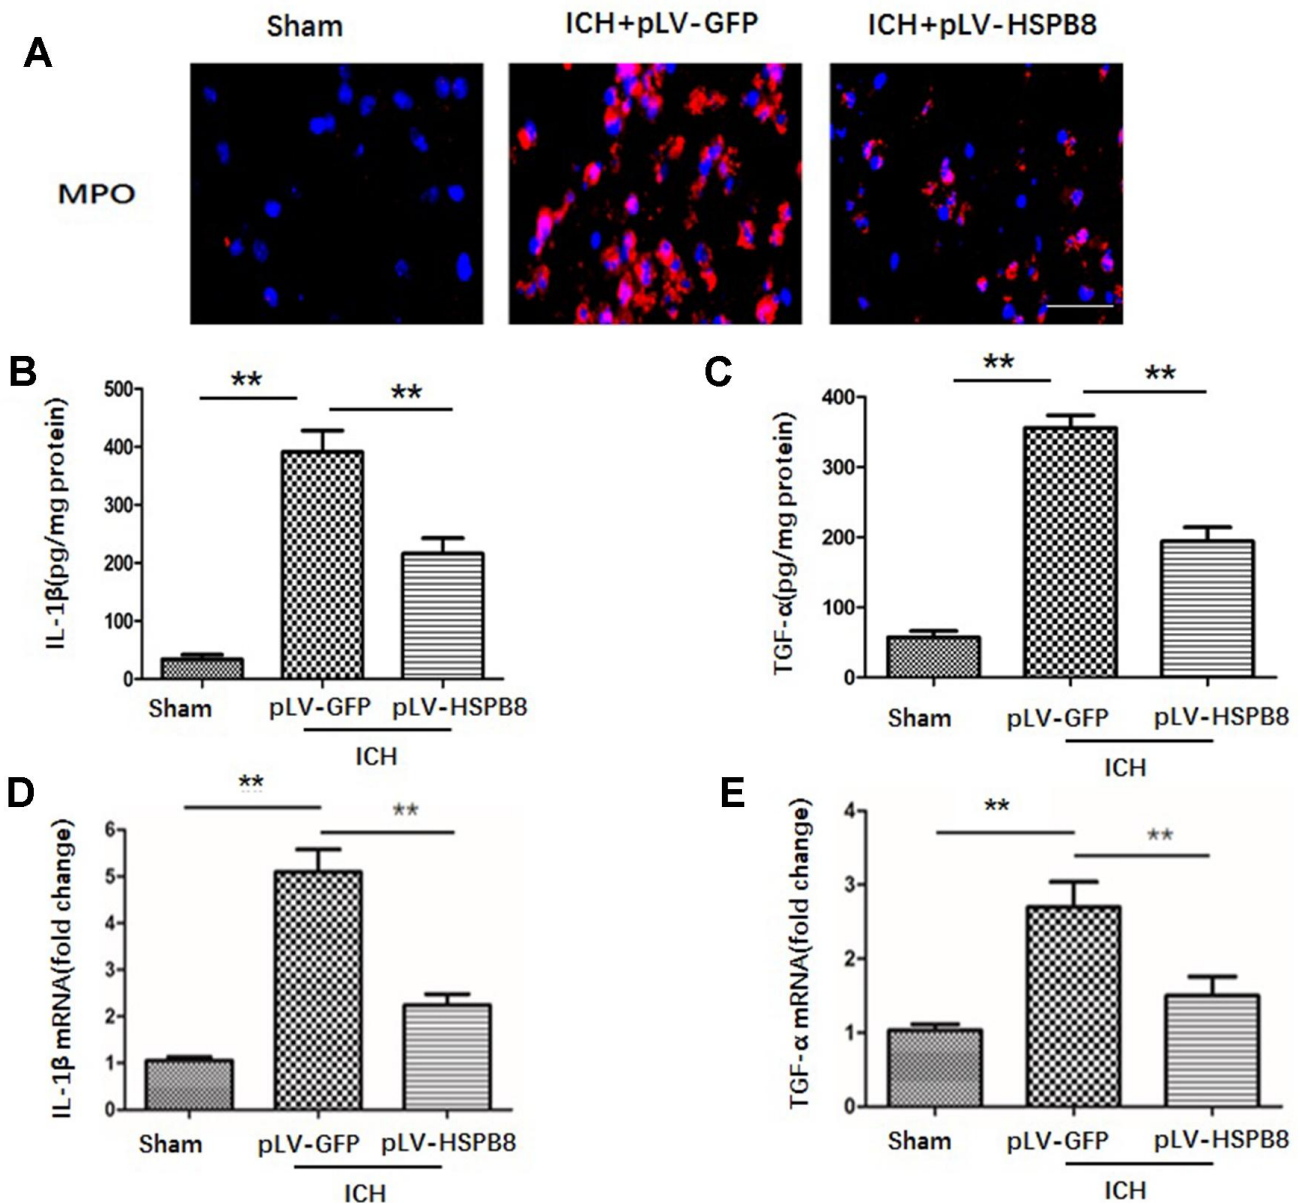 Sham ICH+pLV-GFP ICH+pLV-HSPB8
A
MPO
B
**
**
IL-1β(pg/mg protein)
500
400
300
200
100
0
Sham pLV-GFP pLV-HSPB8
ICH
C
**
**
TGF-α(pg/mg protein)
400
300
200
100
0
Sham pLV-GFP pLV-HSPB8
ICH
D
**
**
IL-1β mRNA(fold change)
6
5
4
3
2
1
0
Sham pLV-GFP pLV-HSPB8
ICH
E
**
**
TGF-α mRNA(fold change)
4
3
2
1
0
Sham pLV-GFP pLV-HSPB8
ICH